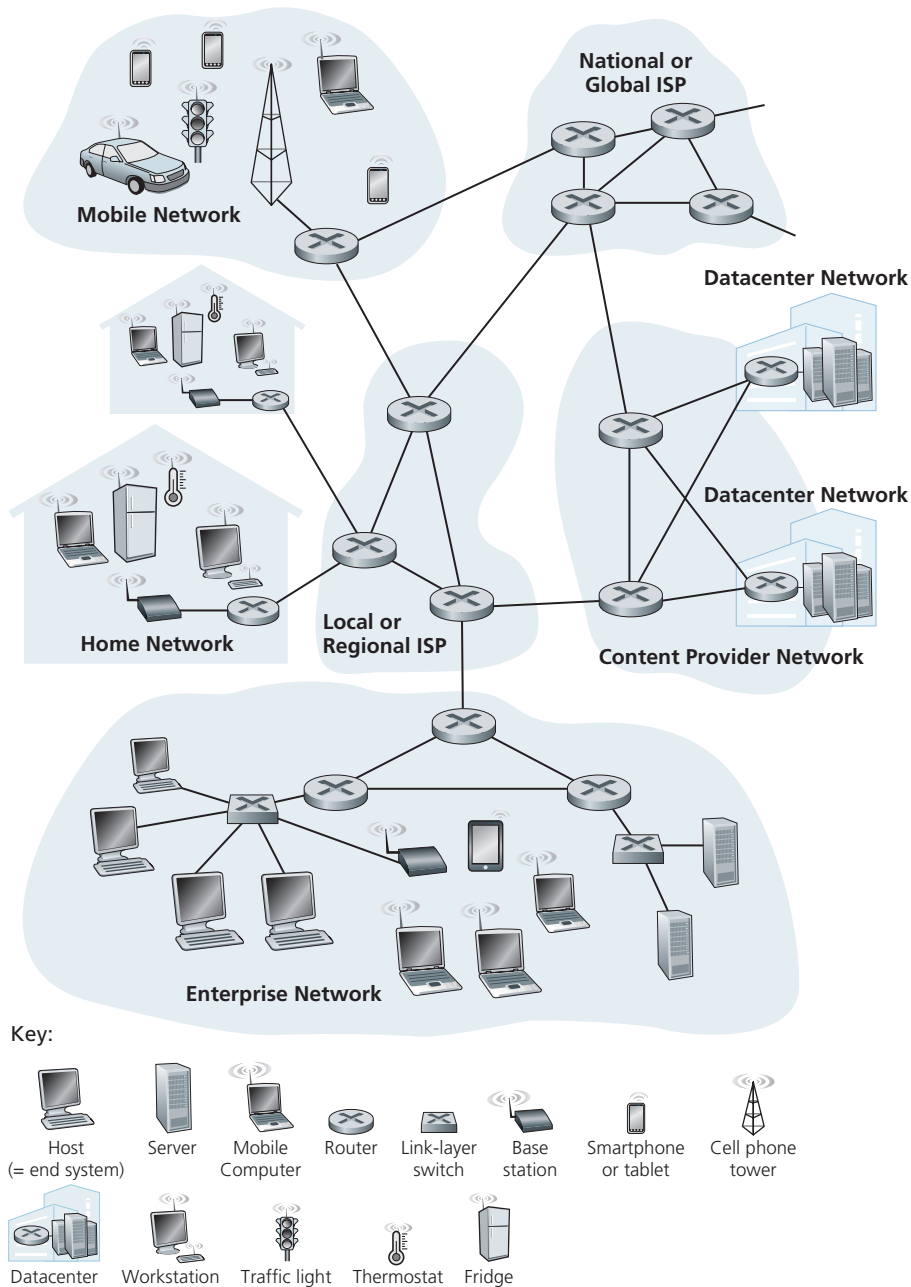 National or
Global ISP
Mobile Network
Datacenter Network
Datacenter Network
Home Network
Local or
Regional ISP
Content Provider Network
Enterprise Network
Key:
Host
(= end system)
Server
Mobile
Computer
Router
Link-layer
switch
Base
station
Smartphone
or tablet
Cell phone
tower
Datacenter
Workstation
Traffic light
Thermostat
Fridge